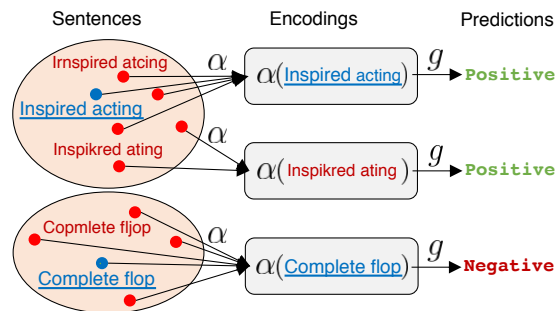 Sentences Encodings Predictions
Irnspired atcing
α
α(Inspired acting)
g
Positive
Inspired acting
α
Inspikred ating
α(Inspikred ating)
g
Positive
Copmlete fljop
α
Complete flop
α(Complete flop)
g
Negative